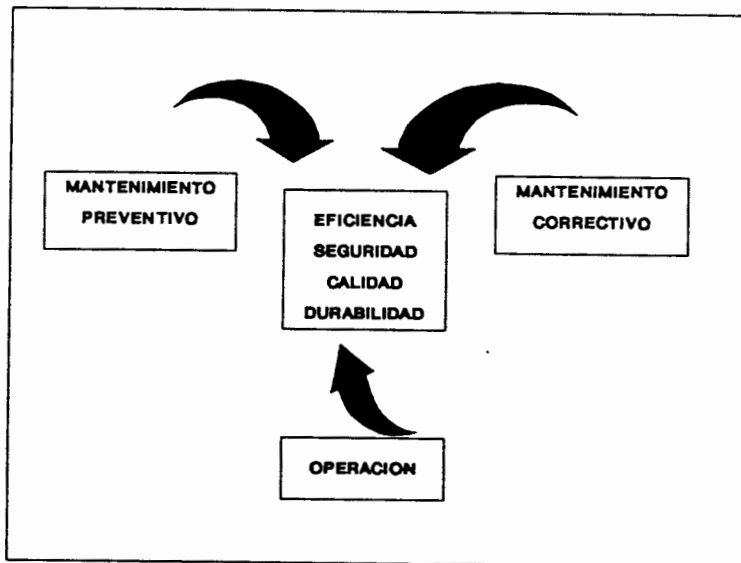 MANTENIMIENTO
PREVENTIVO
EFICIENCIA
SEGURIDAD
CALIDAD
DURABILIDAD
MANTENIMIENTO
CORRECTIVO
OPERACION